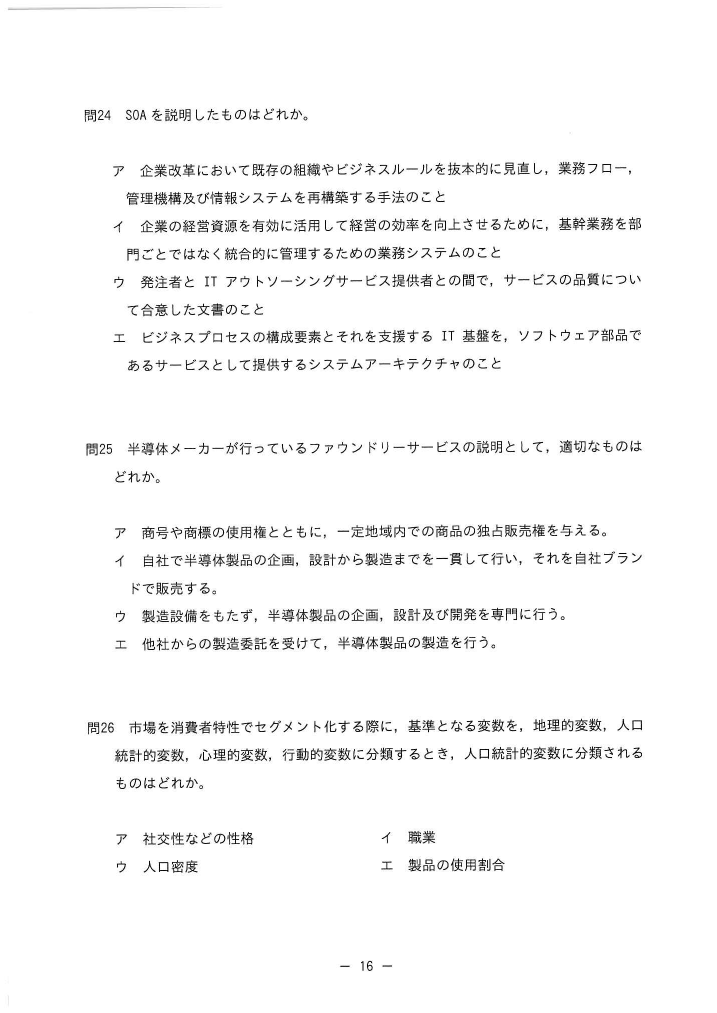 問24 SOA を説明したものはどれか。
ア 企業改革において既存の組織やビジネスルールを抜本的に見直し，業務フロー，
管理機構及び情報システムを再構築する手法のこと
イ 企業の経営資源を有効に活用して経営の効率を向上させるために，基幹業務を部
門ごとではなく統合的に管理するための業務システムのこと
ウ 発注者と IT アウトソーシングサービス提供者との間で，サービスの品質につい
て合意した文書のこと
エ ビジネスプロセスの構成要素とそれを支援する IT 基盤を，ソフトウェア部品で
あるサービスとして提供するシステムアーキテクチャのこと
問25 半導体メーカーが行っているファウンドリーサービスの説明として，適切なものは
どれか。
ア 商号や商標の使用権とともに，一定地域内での商品の独占販売権を与える。
イ 自社で半導体製品の企画，設計から製造までを一貫して行い，それを自社ブラン
ドで販売する。
ウ 製造設備をもたず，半導体製品の企画，設計及び開発を専門に行う。
エ 他社からの製造委託を受けて，半導体製品の製造を行う。
問26 市場を消費者特性でセグメント化する際に，基準となる変数を，地理的変数，人口
統計的変数，心理的変数，行動的変数に分類するとき，人口統計的変数に分類される
ものはどれか。
ア 社交性などの性格 イ 職業
ウ 人口密度 エ 製品の使用割合
－ 16 －